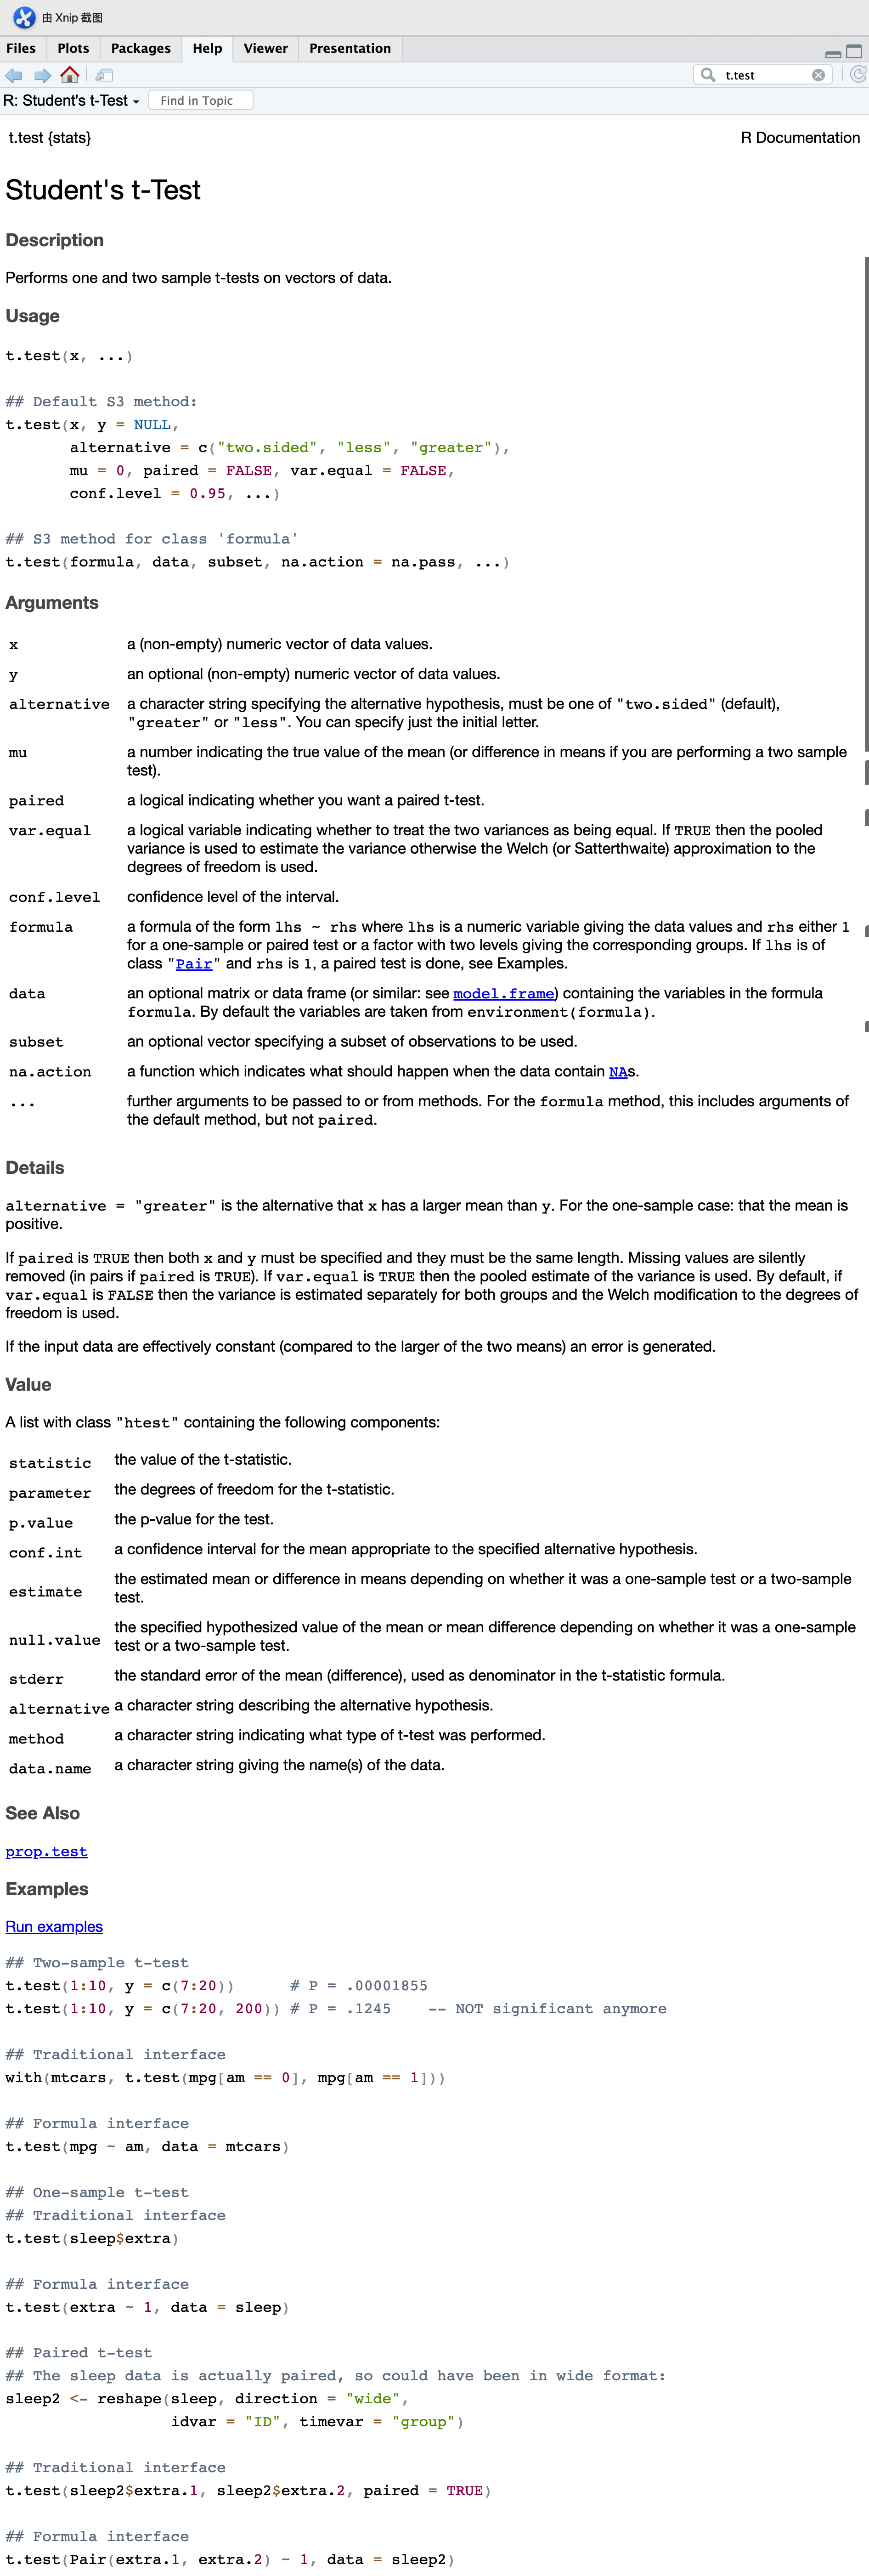 由 Xnip 截图
Files Plots Packages Help Viewer Presentation
t.test
R: Student's t-Test Find in Topic
t.test {stats} R Documentation
Student's t-Test
Description
Performs one and two sample t-tests on vectors of data.
Usage
t.test(x, ...)
## Default S3 method:
t.test(x, y = NULL,
       alternative = c("two.sided", "less", "greater"),
       mu = 0, paired = FALSE, var.equal = FALSE,
       conf.level = 0.95, ...)
## S3 method for class 'formula'
t.test(formula, data, subset, na.action = na.pass, ...)
Arguments
x a (non-empty) numeric vector of data values.
y an optional (non-empty) numeric vector of data values.
alternative a character string specifying the alternative hypothesis, must be one of "two.sided" (default),
"greater" or "less". You can specify just the initial letter.
mu a number indicating the true value of the mean (or difference in means if you are performing a two sample
test).
paired a logical indicating whether you want a paired t-test.
var.equal a logical variable indicating whether to treat the two variances as being equal. If TRUE then the pooled
variance is used to estimate the variance otherwise the Welch (or Satterthwaite) approximation to the
degrees of freedom is used.
conf.level confidence level of the interval.
formula a formula of the form lhs ~ rhs where lhs is a numeric variable giving the data values and rhs either 1
for a one-sample or paired test or a factor with two levels giving the corresponding groups. If lhs is of
class "Pair" and rhs is 1, a paired test is done, see Examples.
data an optional matrix or data frame (or similar: see model.frame) containing the variables in the formula
formula. By default the variables are taken from environment(formula).
subset an optional vector specifying a subset of observations to be used.
na.action a function which indicates what should happen when the data contain NAs.
... further arguments to be passed to or from methods. For the formula method, this includes arguments of
the default method, but not paired.
Details
alternative = "greater" is the alternative that x has a larger mean than y. For the one-sample case: that the mean is
positive.
If paired is TRUE then both x and y must be specified and they must be the same length. Missing values are silently
removed (in pairs if paired is TRUE). If var.equal is TRUE then the pooled estimate of the variance is used. By default, if
var.equal is FALSE then the variance is estimated separately for both groups and the Welch modification to the degrees of
freedom is used.
If the input data are effectively constant (compared to the larger of the two means) an error is generated.
Value
A list with class "htest" containing the following components:
statistic the value of the t-statistic.
parameter the degrees of freedom for the t-statistic.
p.value the p-value for the test.
conf.int a confidence interval for the mean appropriate to the specified alternative hypothesis.
estimate the estimated mean or difference in means depending on whether it was a one-sample test or a two-sample
test.
null.value the specified hypothesized value of the mean or mean difference depending on whether it was a one-sample
test or a two-sample test.
stderr the standard error of the mean (difference), used as denominator in the t-statistic formula.
alternative a character string describing the alternative hypothesis.
method a character string indicating what type of t-test was performed.
data.name a character string giving the name(s) of the data.
See Also
prop.test
Examples
Run examples
## Two-sample t-test
t.test(1:10, y = c(7:20))      # P = .00001855
t.test(1:10, y = c(7:20, 200)) # P = .1245    -- NOT significant anymore
## Traditional interface
with(mtcars, t.test(mpg[am == 0], mpg[am == 1]))
## Formula interface
t.test(mpg ~ am, data = mtcars)
## One-sample t-test
## Traditional interface
t.test(sleep$extra)
## Formula interface
t.test(extra ~ 1, data = sleep)
## Paired t-test
## The sleep data is actually paired, so could have been in wide format:
sleep2 <- reshape(sleep, direction = "wide",
                  idvar = "ID", timevar = "group")
## Traditional interface
t.test(sleep2$extra.1, sleep2$extra.2, paired = TRUE)
## Formula interface
t.test(Pair(extra.1, extra.2) ~ 1, data = sleep2)